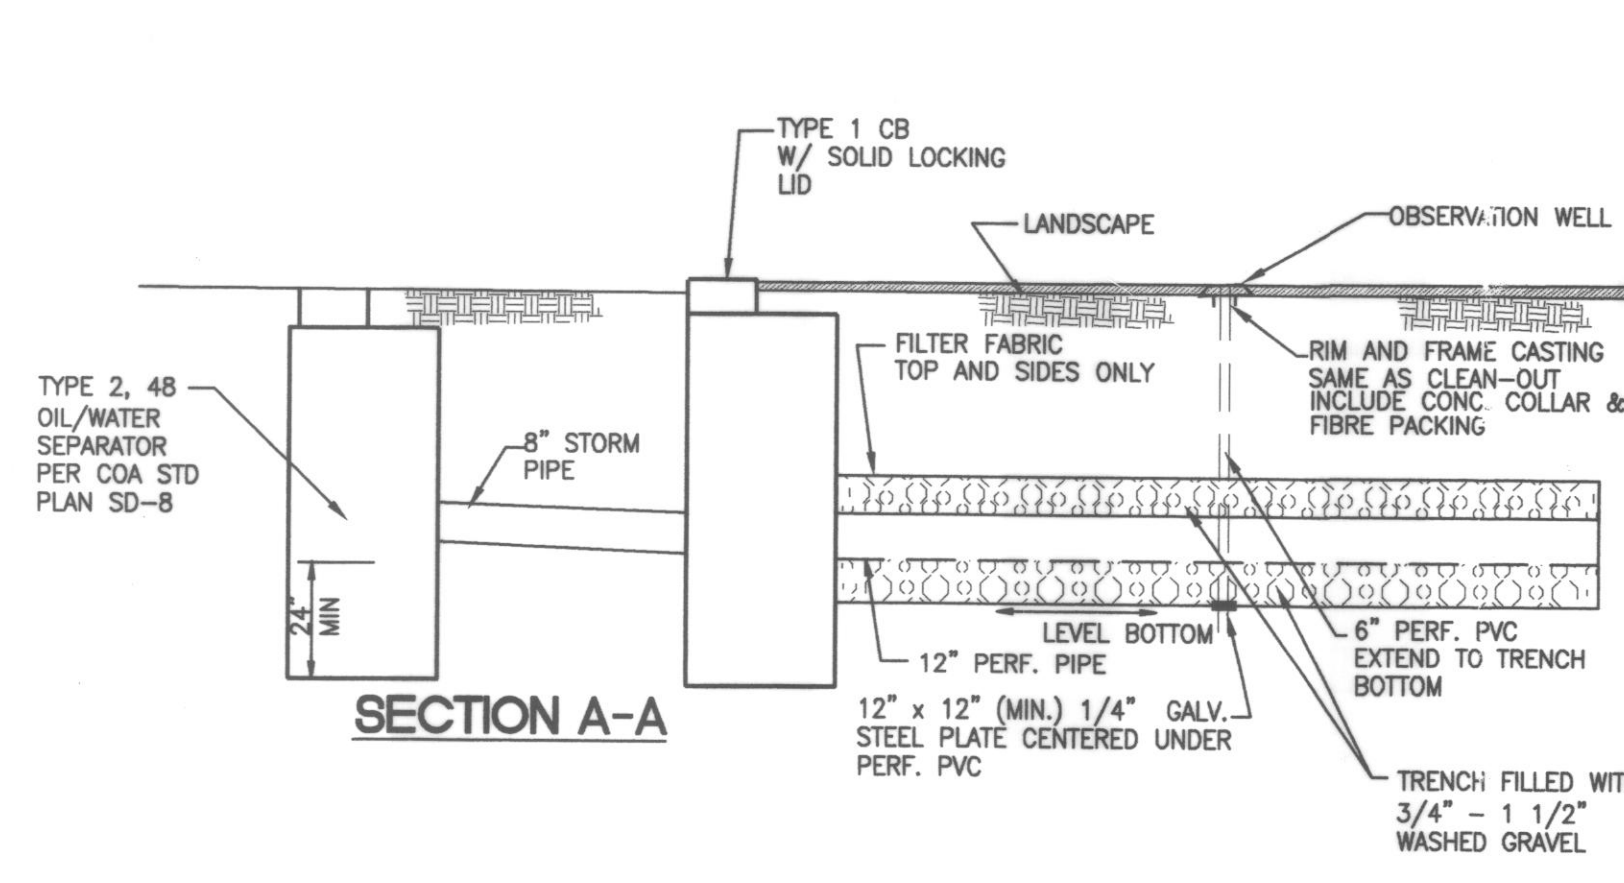 TYPE 1 CB
W/ SOLID LOCKING
LID
LANDSCAPE
OBSERVATION WELL
FILTER FABRIC
TOP AND SIDES ONLY
RIM AND FRAME CASTING
SAME AS CLEAN-OUT
INCLUDE CONC. COLLAR &
FIBRE PACKING
TYPE 2, 48
OIL/WATER
SEPARATOR
PER COA STD
PLAN SD-8
8" STORM
PIPE
24"
MIN
LEVEL BOTTOM
12" PERF. PIPE
6" PERF. PVC
EXTEND TO TRENCH
BOTTOM
12" x 12" (MIN.) 1/4" GALV.
STEEL PLATE CENTERED UNDER
PERF. PVC
SECTION A-A
TRENCH FILLED WIT
3/4" - 1 1/2"
WASHED GRAVEL